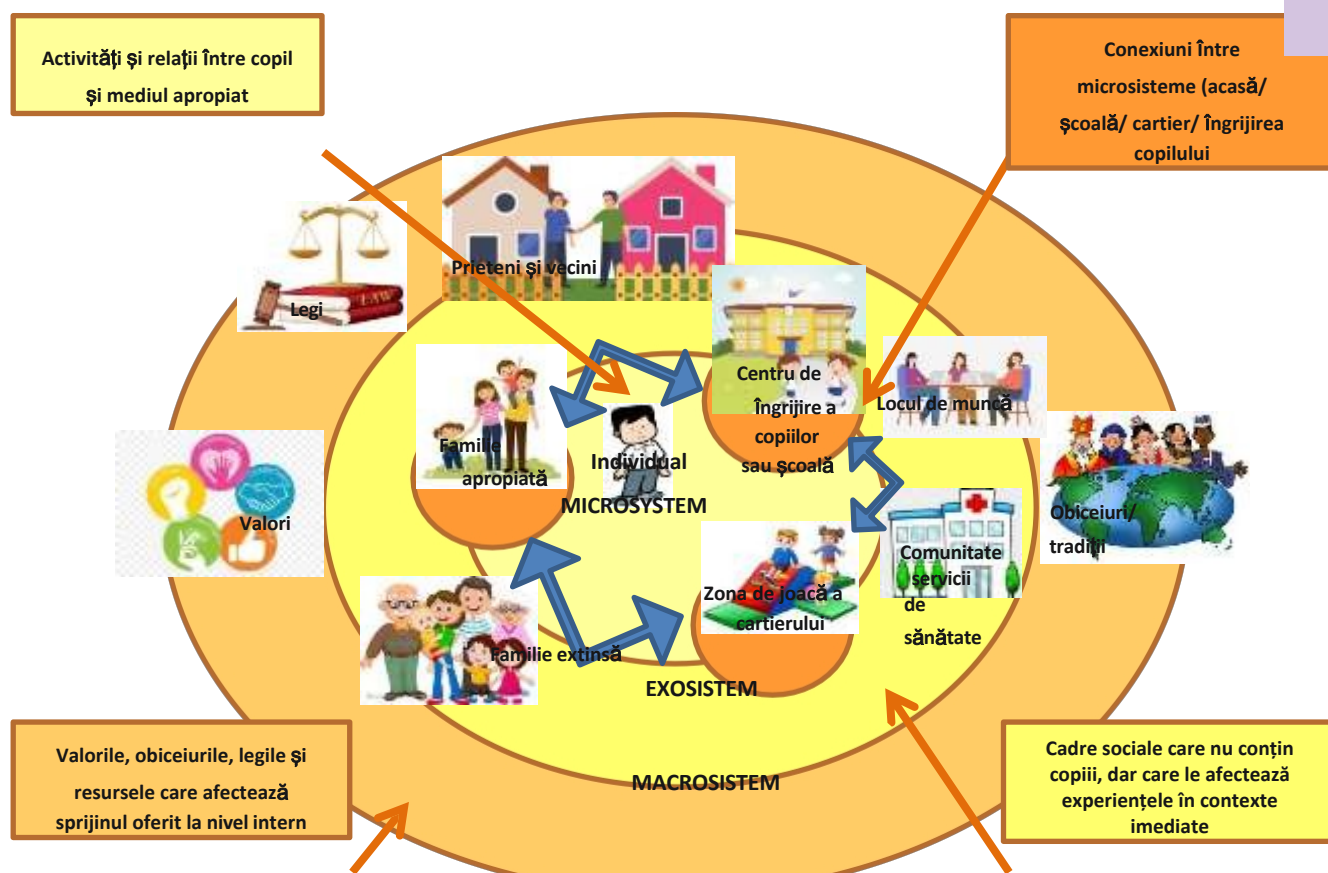 Activități și relații între copil
și mediul apropiat
Conexiuni între
microsisteme (acasă/
școală/ cartier/ îngrijirea
copilului
Prieteni și vecini
Legi
LAW
Centru de
îngrijire a
copiilor
sau școală
Locul de muncă
Familie
apropiată
Individual
MICROSYSTEM
Valori
Obiceiuri/
tradiții
Comunitate
servicii
de
sănătate
Zona de joacă a
cartierului
Familie extinsă
EXOSISTEM
MACROSISTEM
Valorile, obiceiurile, legile și
resursele care afectează
sprijinul oferit la nivel intern
Cadre sociale care nu conțin
copiii, dar care le afectează
experiențele în contexte
imediate